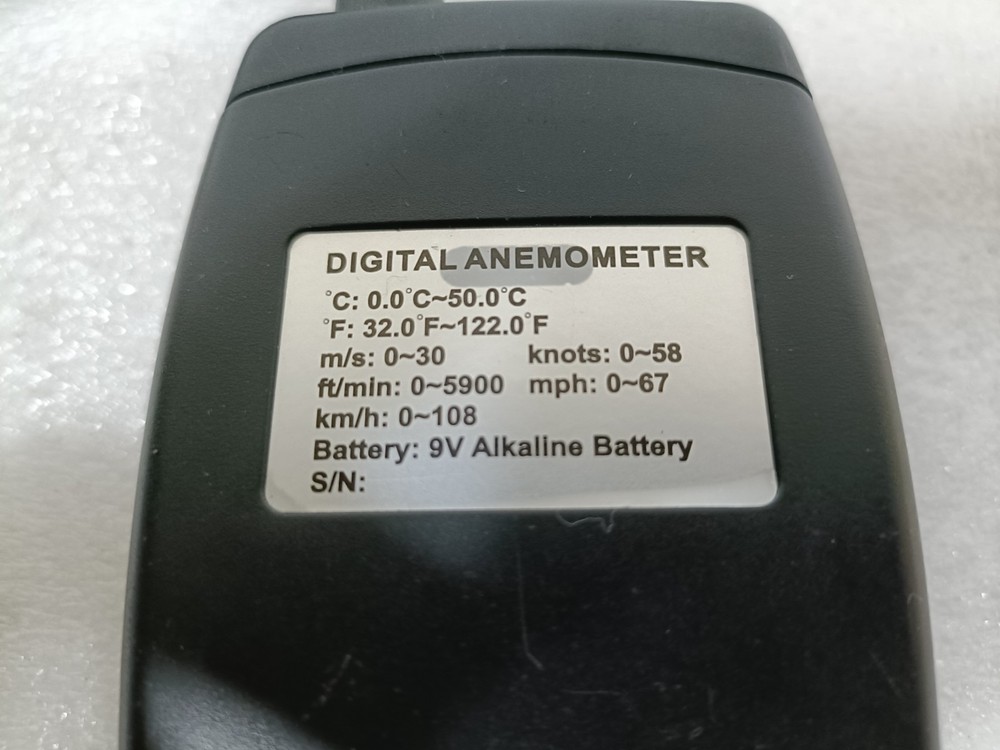 DIGITAL ANEMOMETER
°C: 0.0°C~50.0°C
°F: 32.0°F~122.0°F
m/s: 0~30 knots: 0~58
ft/min: 0~5900 mph: 0~67
km/h: 0~108
Battery: 9V Alkaline Battery
S/N: